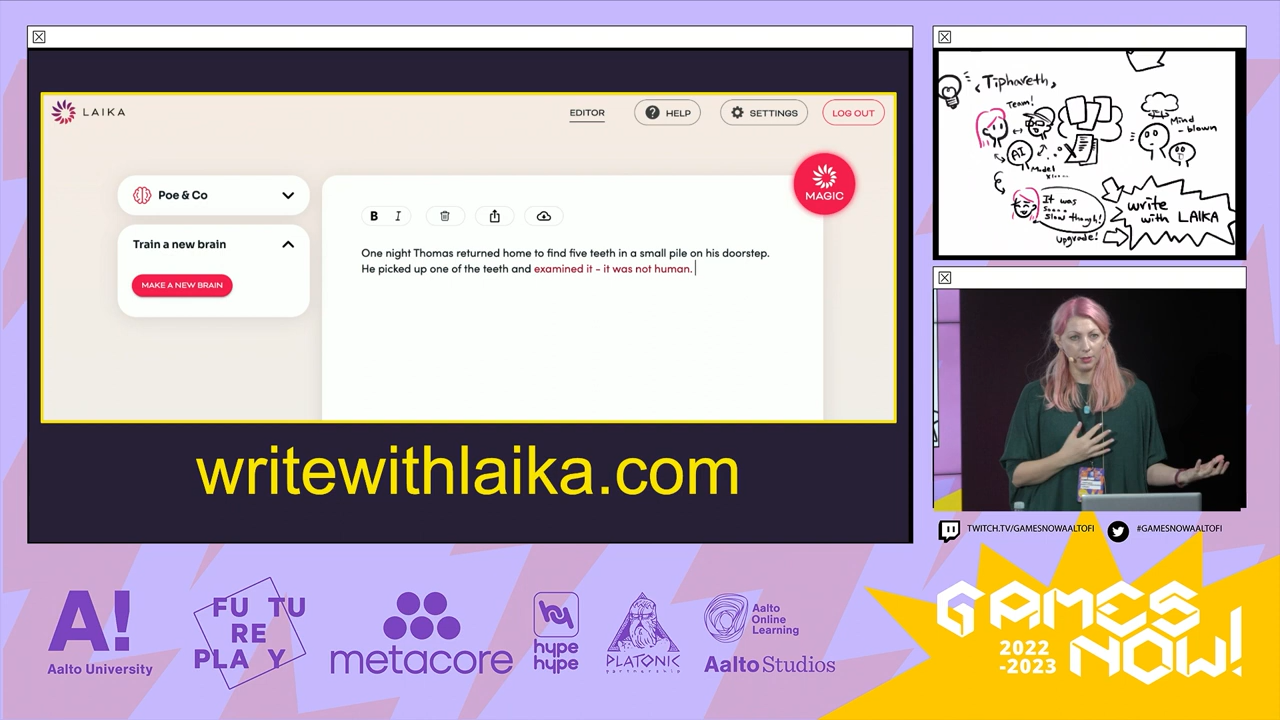 LAIKA
EDITOR
HELP
SETTINGS
LOG OUT
MAGIC
Poe & Co
Train a new brain
MAKE A NEW BRAIN
B I
One night Thomas returned home to find five teeth in a small pile on his doorstep.
He picked up one of the teeth and examined it - it was not human.
writewithlaika.com
Tiphareth
Team!
AI
Model
Mind
-blown
It was
sooo..
slow though!
upgrade!
write
with LAIKA
TWITCH.TV/GAMESNOWAALTOFI
#GAMESNOWAALTOFI
A!
Aalto University
FU TU
RE
PLA Y
metacore
hype
hype
PLATONIC
partnership
Aalto
Online
Learning
Aalto Studios
GAMES
NOW!
2022
-2023